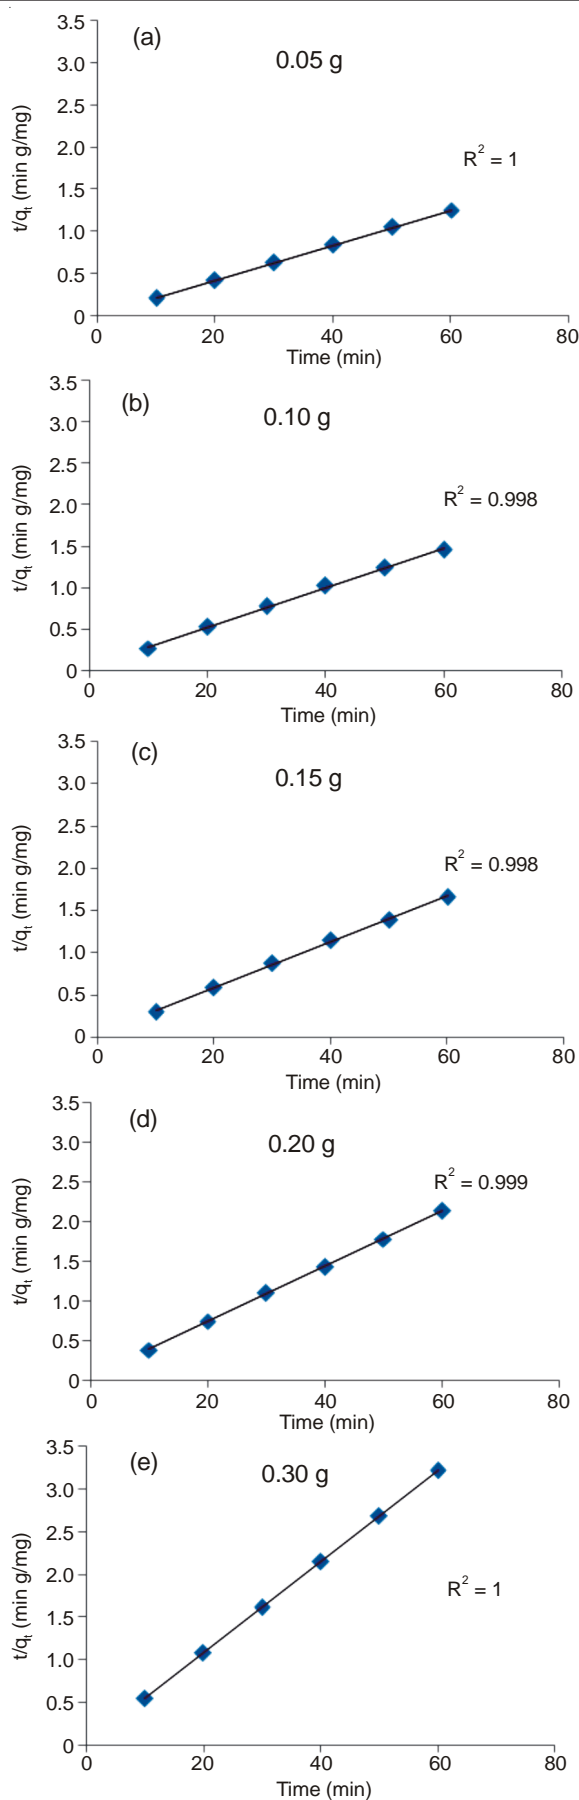 (a)
0.05 g
R² = 1
t/qt (min g/mg)
3.5
3.0
2.5
2.0
1.5
1.0
0.5
0
0 20 40 60 80
Time (min)
(b)
0.10 g
R² = 0.998
t/qt (min g/mg)
3.5
3.0
2.5
2.0
1.5
1.0
0.5
0
0 20 40 60 80
Time (min)
(c)
0.15 g
R² = 0.998
t/qt (min g/mg)
3.5
3.0
2.5
2.0
1.5
1.0
0.5
0
0 20 40 60 80
Time (min)
(d)
0.20 g
R² = 0.999
t/qt (min g/mg)
3.5
3.0
2.5
2.0
1.5
1.0
0.5
0
0 20 40 60 80
Time (min)
(e)
0.30 g
R² = 1
t/qt (min g/mg)
3.5
3.0
2.5
2.0
1.5
1.0
0.5
0
0 20 40 60 80
Time (min)